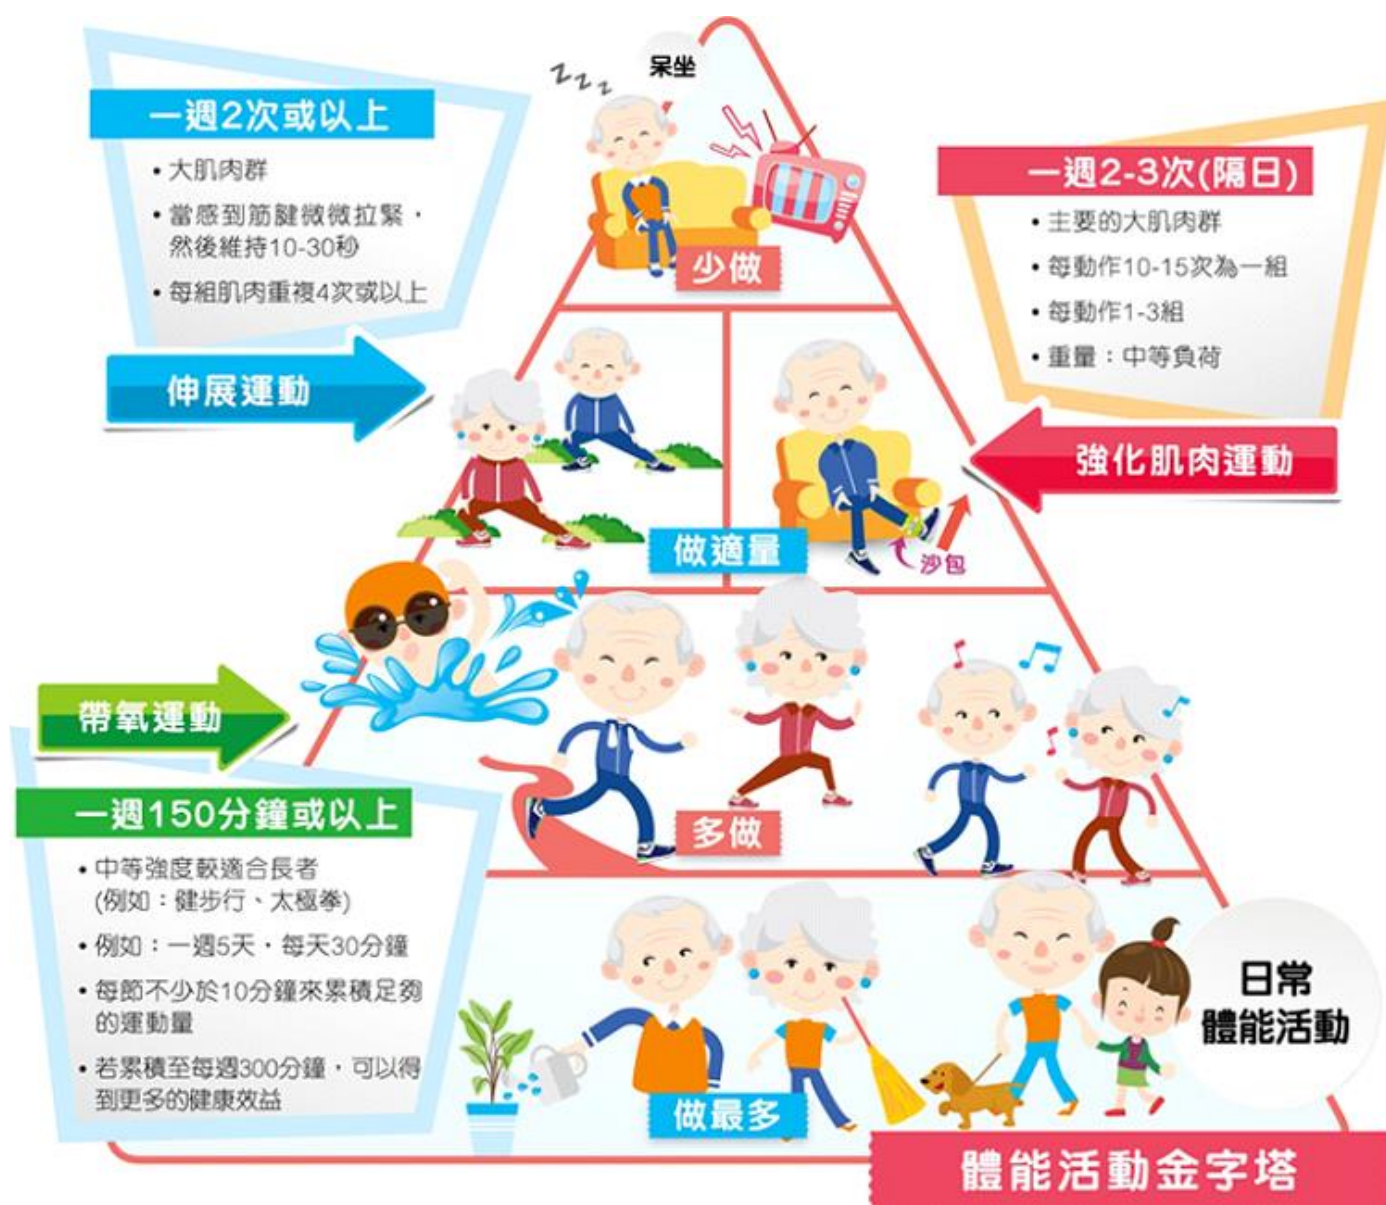 呆坐
zzz
少做
一週2次或以上
• 大肌肉群
• 當感到筋腱微微拉緊，
然後維持10-30秒
• 每組肌肉重複4次或以上
伸展運動
一週2-3次(隔日)
• 主要的大肌肉群
• 每動作10-15次為一組
• 每動作1-3組
• 重量：中等負荷
強化肌肉運動
沙包
做適量
帶氧運動
一週150分鐘或以上
• 中等強度較適合長者
(例如：健步行、太極拳)
• 例如：一週5天，每天30分鐘
• 每節不少於10分鐘來累積足夠
的運動量
• 若累積至每週300分鐘，可以得
到更多的健康效益
多做
日常
體能活動
做最多
體能活動金字塔